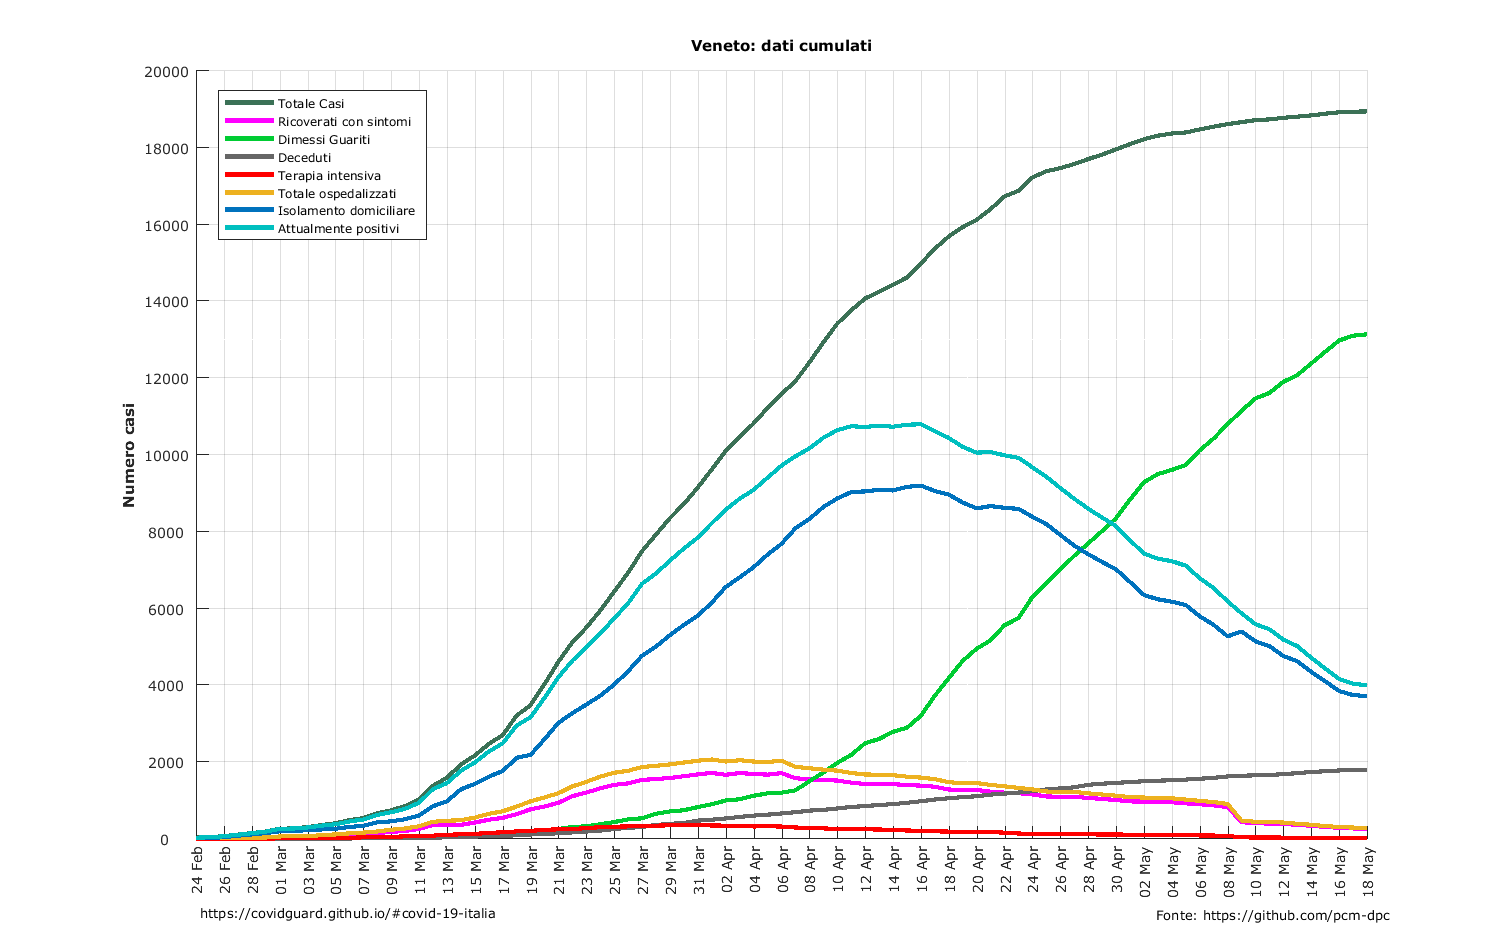 Veneto: dati cumulati
Numero casi
20000
18000
16000
14000
12000
10000
8000
6000
4000
2000
0
Totale Casi
Ricoverati con sintomi
Dimessi Guariti
Deceduti
Terapia intensiva
Totale ospedalizzati
Isolamento domiciliare
Attualmente positivi
24 Feb
26 Feb
28 Feb
01 Mar
03 Mar
05 Mar
07 Mar
09 Mar
11 Mar
13 Mar
15 Mar
17 Mar
19 Mar
21 Mar
23 Mar
25 Mar
27 Mar
29 Mar
31 Mar
02 Apr
04 Apr
06 Apr
08 Apr
10 Apr
12 Apr
14 Apr
16 Apr
18 Apr
20 Apr
22 Apr
24 Apr
26 Apr
28 Apr
30 Apr
02 May
04 May
06 May
08 May
10 May
12 May
14 May
16 May
18 May
https://covidguard.github.io/#covid-19-italia
Fonte: https://github.com/pcm-dpc